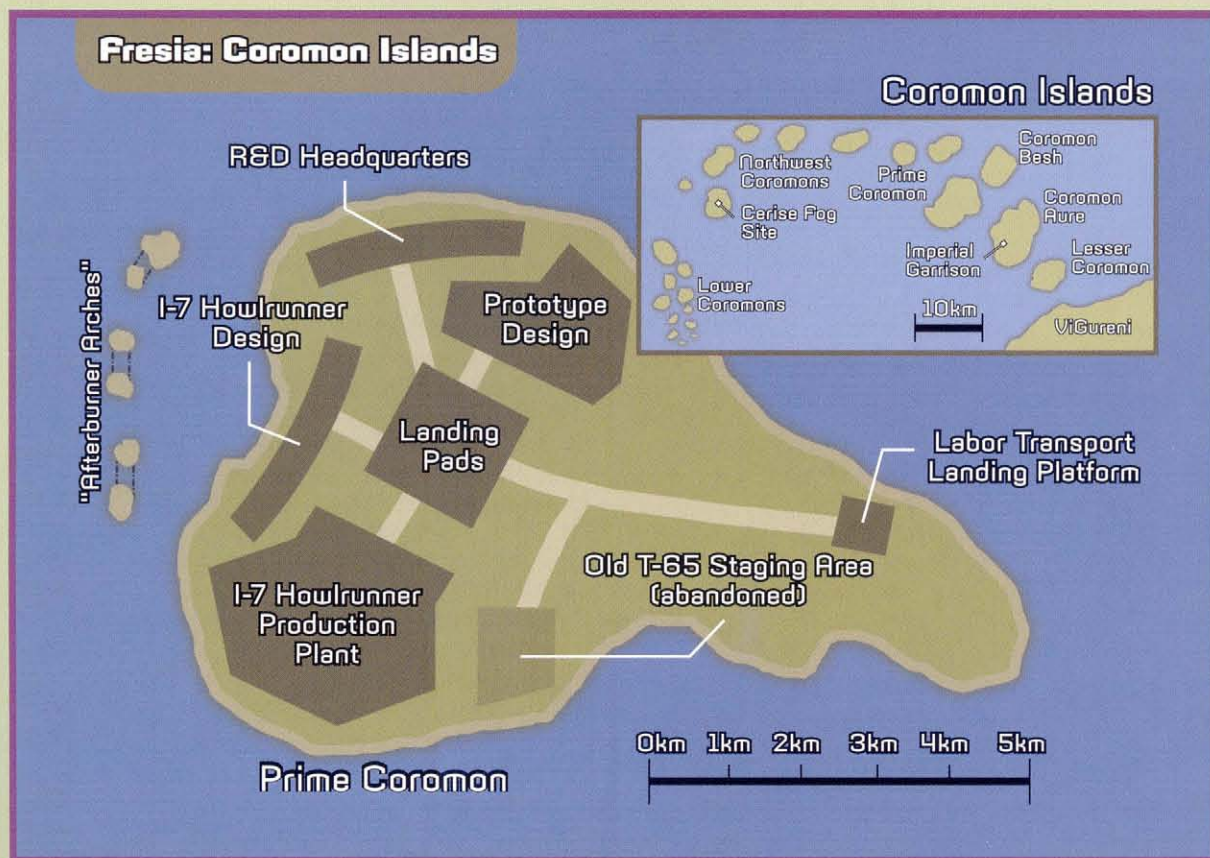 Fresia: Coromon Islands
Coromon Islands
R&D Headquarters
Northwest
Coromons
Prime
Coromon
Coromon
Besh
Coromon
Aure
Cerise Fog
Site
Imperial
Garrison
Lesser
Coromon
Lower
Coromons
10km
ViGureni
"Afterburner Arches"
I-7 Howlrunner
Design
Prototype
Design
Landing
Pads
Labor Transport
Landing Platform
Old T-65 Staging Area
(abandoned)
I-7 Howlrunner
Production
Plant
0km 1km 2km 3km 4km 5km
Prime Coromon